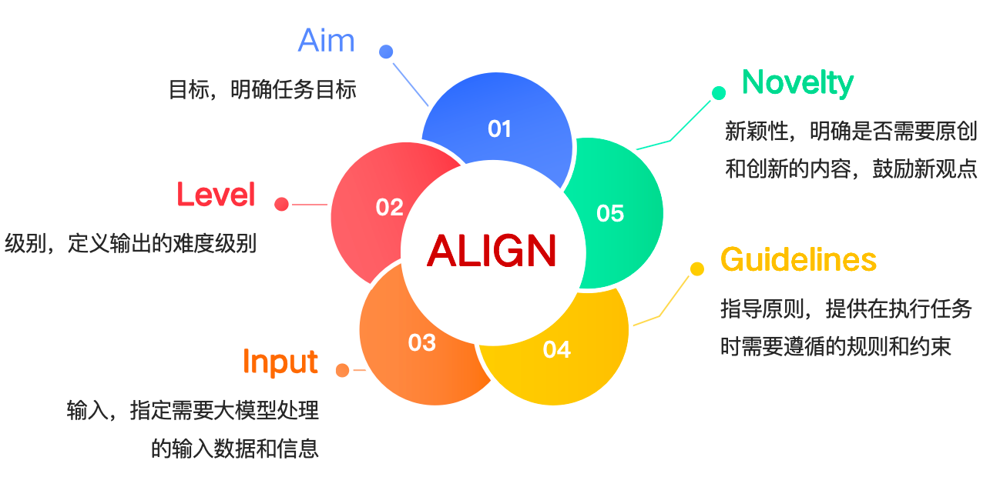 Aim
目标，明确任务目标
01
Level
级别，定义输出的难度级别
02
Input
输入，指定需要大模型处理
的输入数据和信息
03
Guidelines
指导原则，提供在执行任务
时需要遵循的规则和约束
04
Novelty
新颖性，明确是否需要原创
和创新的内容，鼓励新观点
05
ALIGN